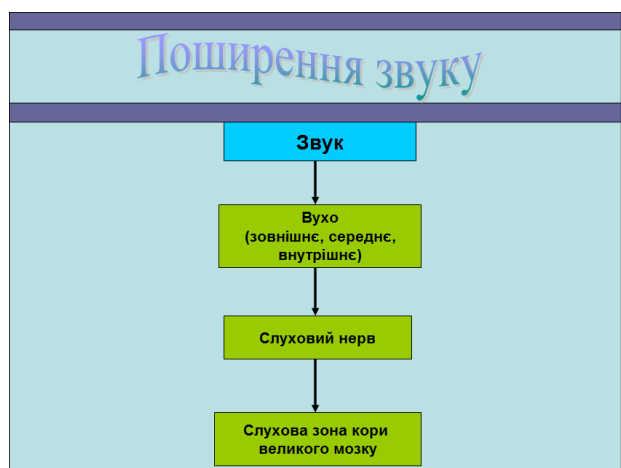 Поширення звуку
Звук
Вухо
(зовнішнє, середнє,
внутрішнє)
Слуховий нерв
Слухова зона кори
великого мозку